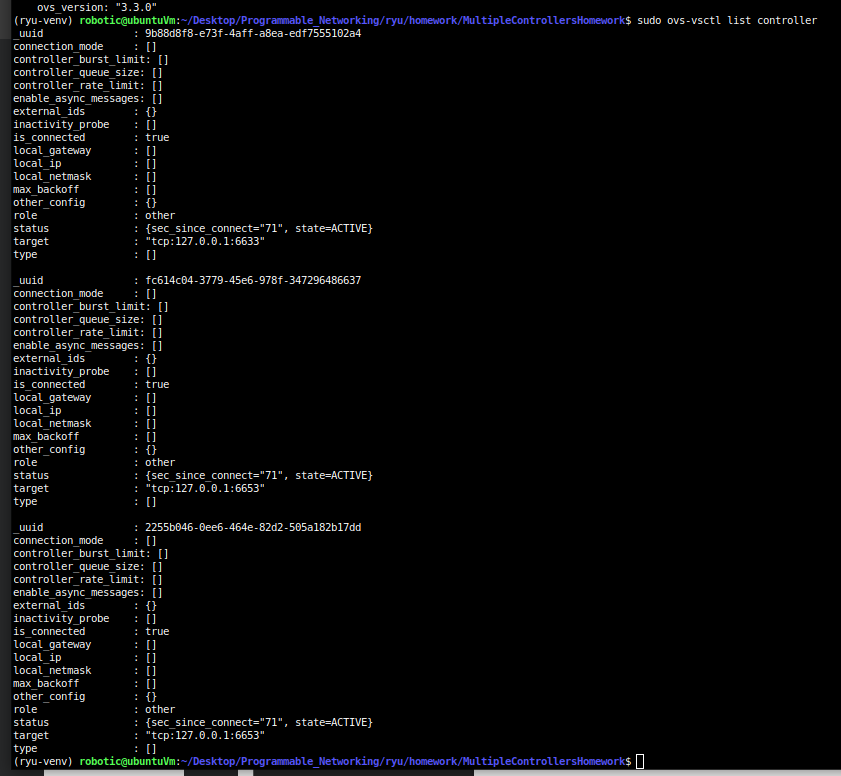 ovs_version: "3.3.0"
(ryu-venv) robotic@ubuntuVm:~/Desktop/Programmable_Networking/ryu/homework/MultipleControllersHomework$ sudo ovs-vsctl list controller
_uuid               : 9b88d8f8-e73f-4aff-a8ea-edf7555102a4
connection_mode     : []
controller_burst_limit: []
controller_queue_size: []
controller_rate_limit: []
enable_async_messages: []
external_ids        : {}
inactivity_probe    : []
is_connected        : true
local_gateway       : []
local_ip            : []
local_netmask       : []
max_backoff         : []
other_config        : {}
role                : other
status              : {sec_since_connect="71", state=ACTIVE}
target              : "tcp:127.0.0.1:6633"
type                : []

_uuid               : fc614c04-3779-45e6-978f-347296486637
connection_mode     : []
controller_burst_limit: []
controller_queue_size: []
controller_rate_limit: []
enable_async_messages: []
external_ids        : {}
inactivity_probe    : []
is_connected        : true
local_gateway       : []
local_ip            : []
local_netmask       : []
max_backoff         : []
other_config        : {}
role                : other
status              : {sec_since_connect="71", state=ACTIVE}
target              : "tcp:127.0.0.1:6653"
type                : []

_uuid               : 2255b046-0ee6-464e-82d2-505a182b17dd
connection_mode     : []
controller_burst_limit: []
controller_queue_size: []
controller_rate_limit: []
enable_async_messages: []
external_ids        : {}
inactivity_probe    : []
is_connected        : true
local_gateway       : []
local_ip            : []
local_netmask       : []
max_backoff         : []
other_config        : {}
role                : other
status              : {sec_since_connect="71", state=ACTIVE}
target              : "tcp:127.0.0.1:6653"
type                : []
(ryu-venv) robotic@ubuntuVm:~/Desktop/Programmable_Networking/ryu/homework/MultipleControllersHomework$